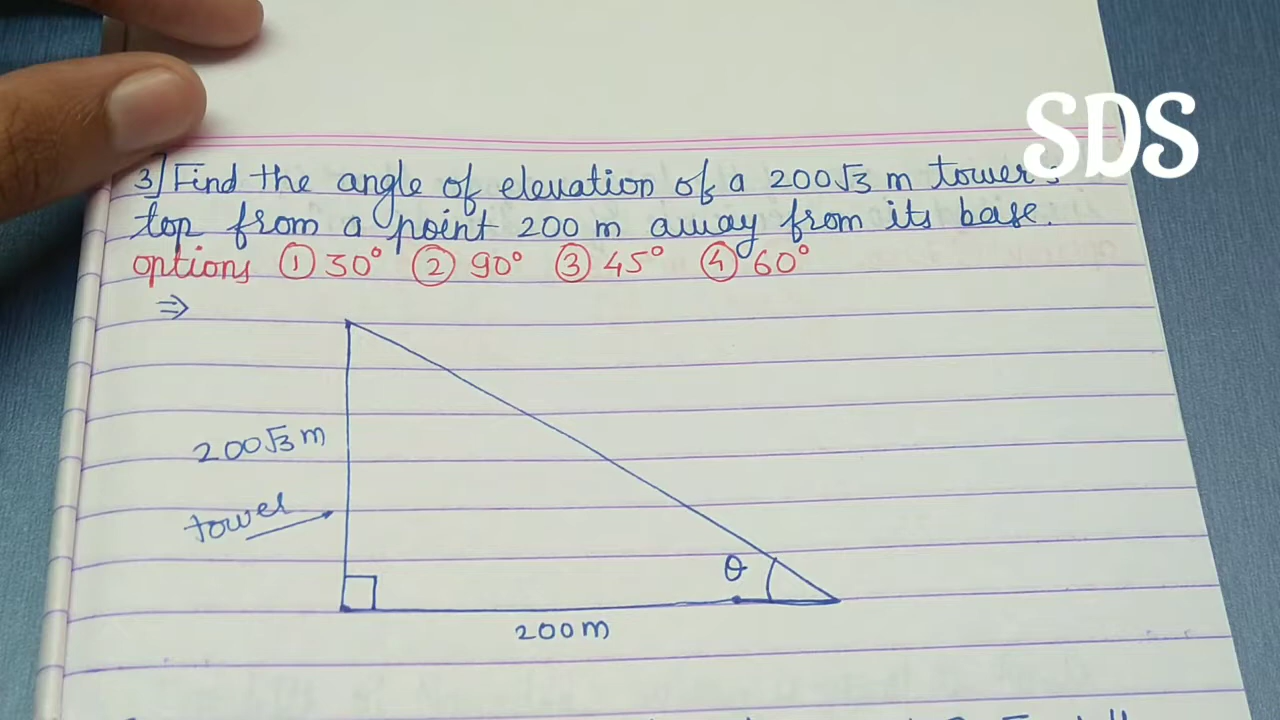 SDS
3] Find the angle of elevation of a 200√3 m tower's
top from a point 200 m away from its base.
options ① 30° ② 90° ③ 45° ④ 60°
⇒
200√3 m
tower
θ
200 m